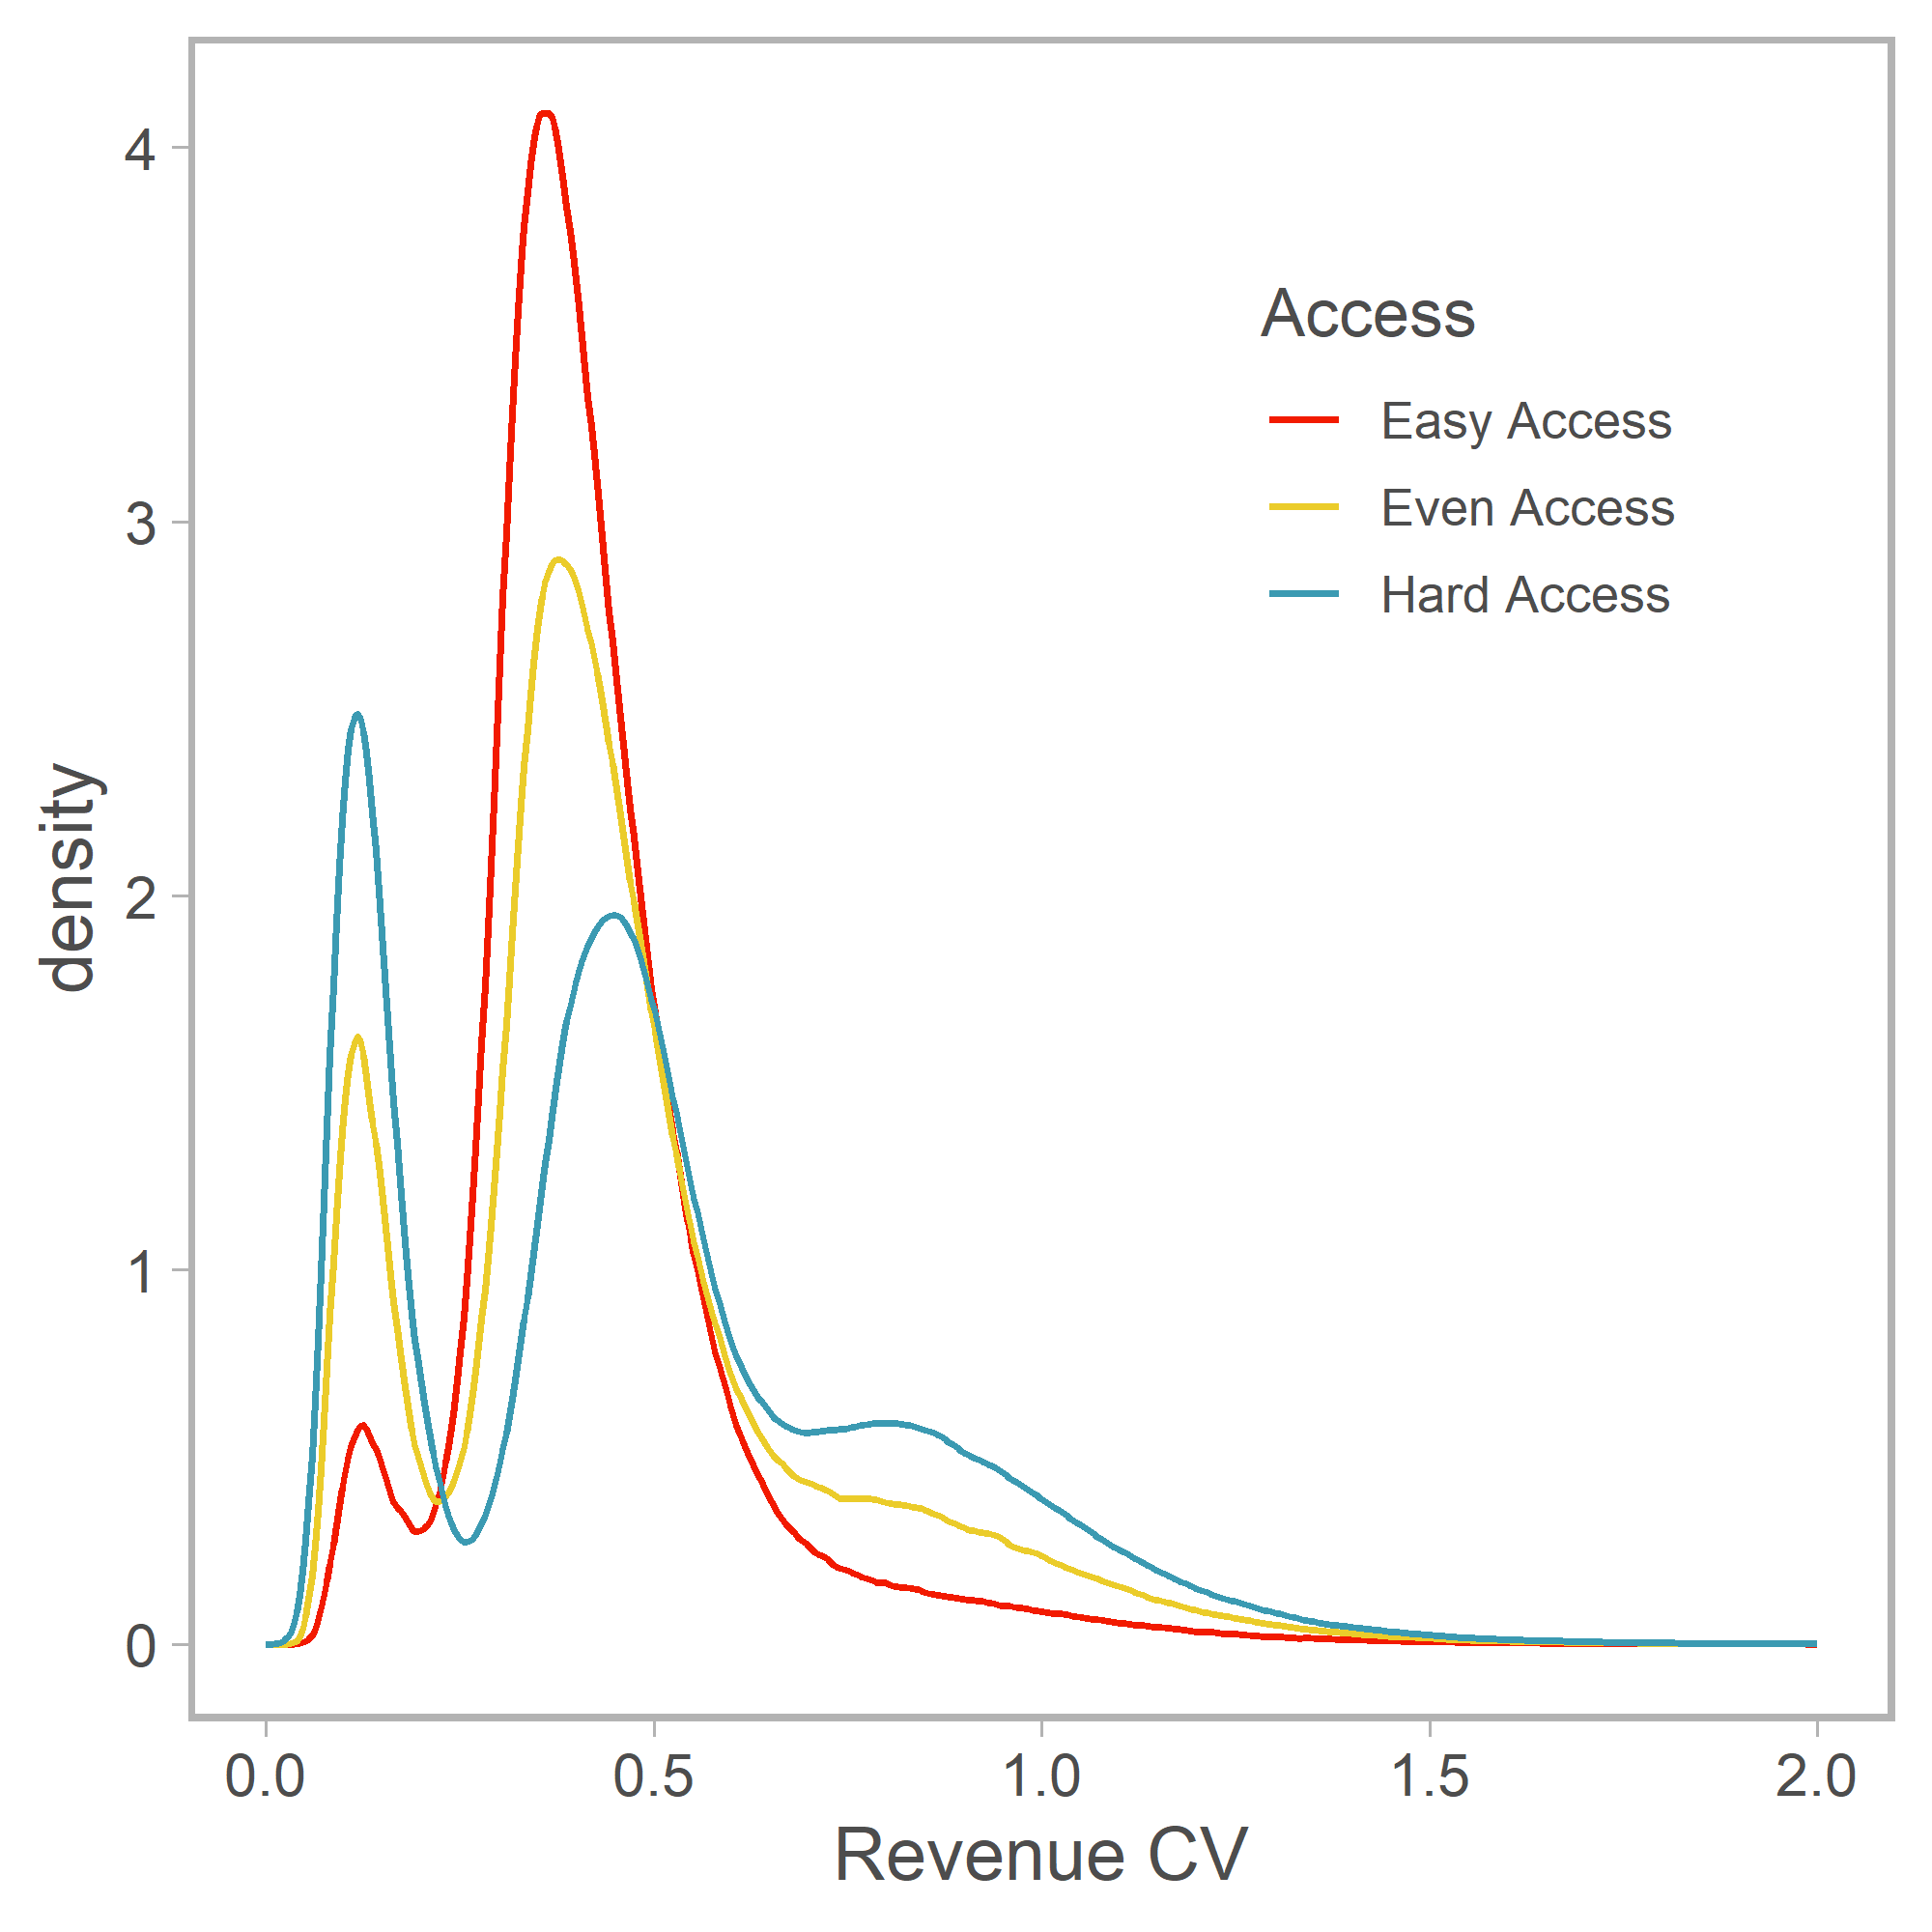 4
3
2
1
0
density
Access
Easy Access
Even Access
Hard Access
0.0 0.5 1.0 1.5 2.0
Revenue CV